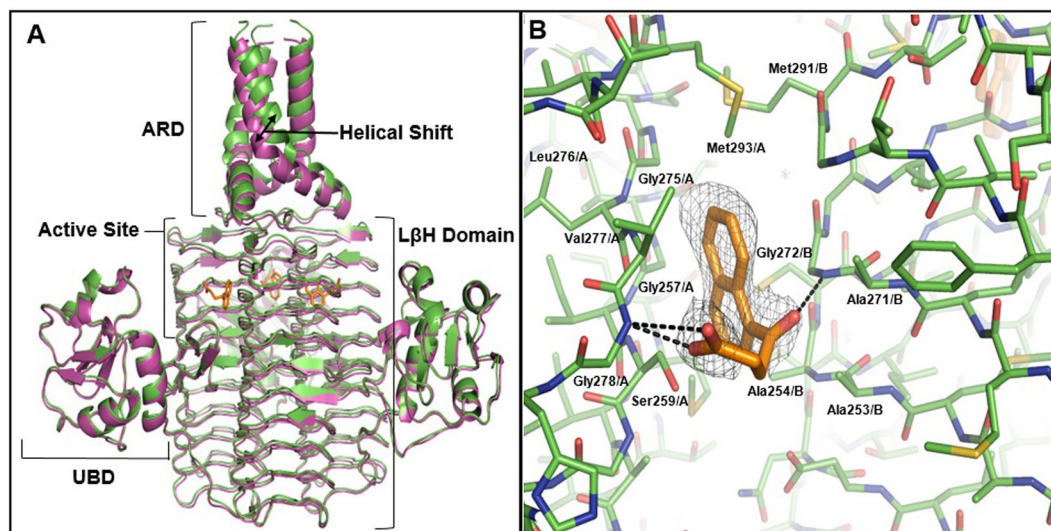 A
ARD
Helical Shift
Active Site
LβH Domain
UBD
B
Met291/B
Met293/A
Leu276/A
Gly275/A
Val277/A
Gly272/B
Gly257/A
Ala271/B
Gly278/A
Ser259/A
Ala254/B
Ala253/B